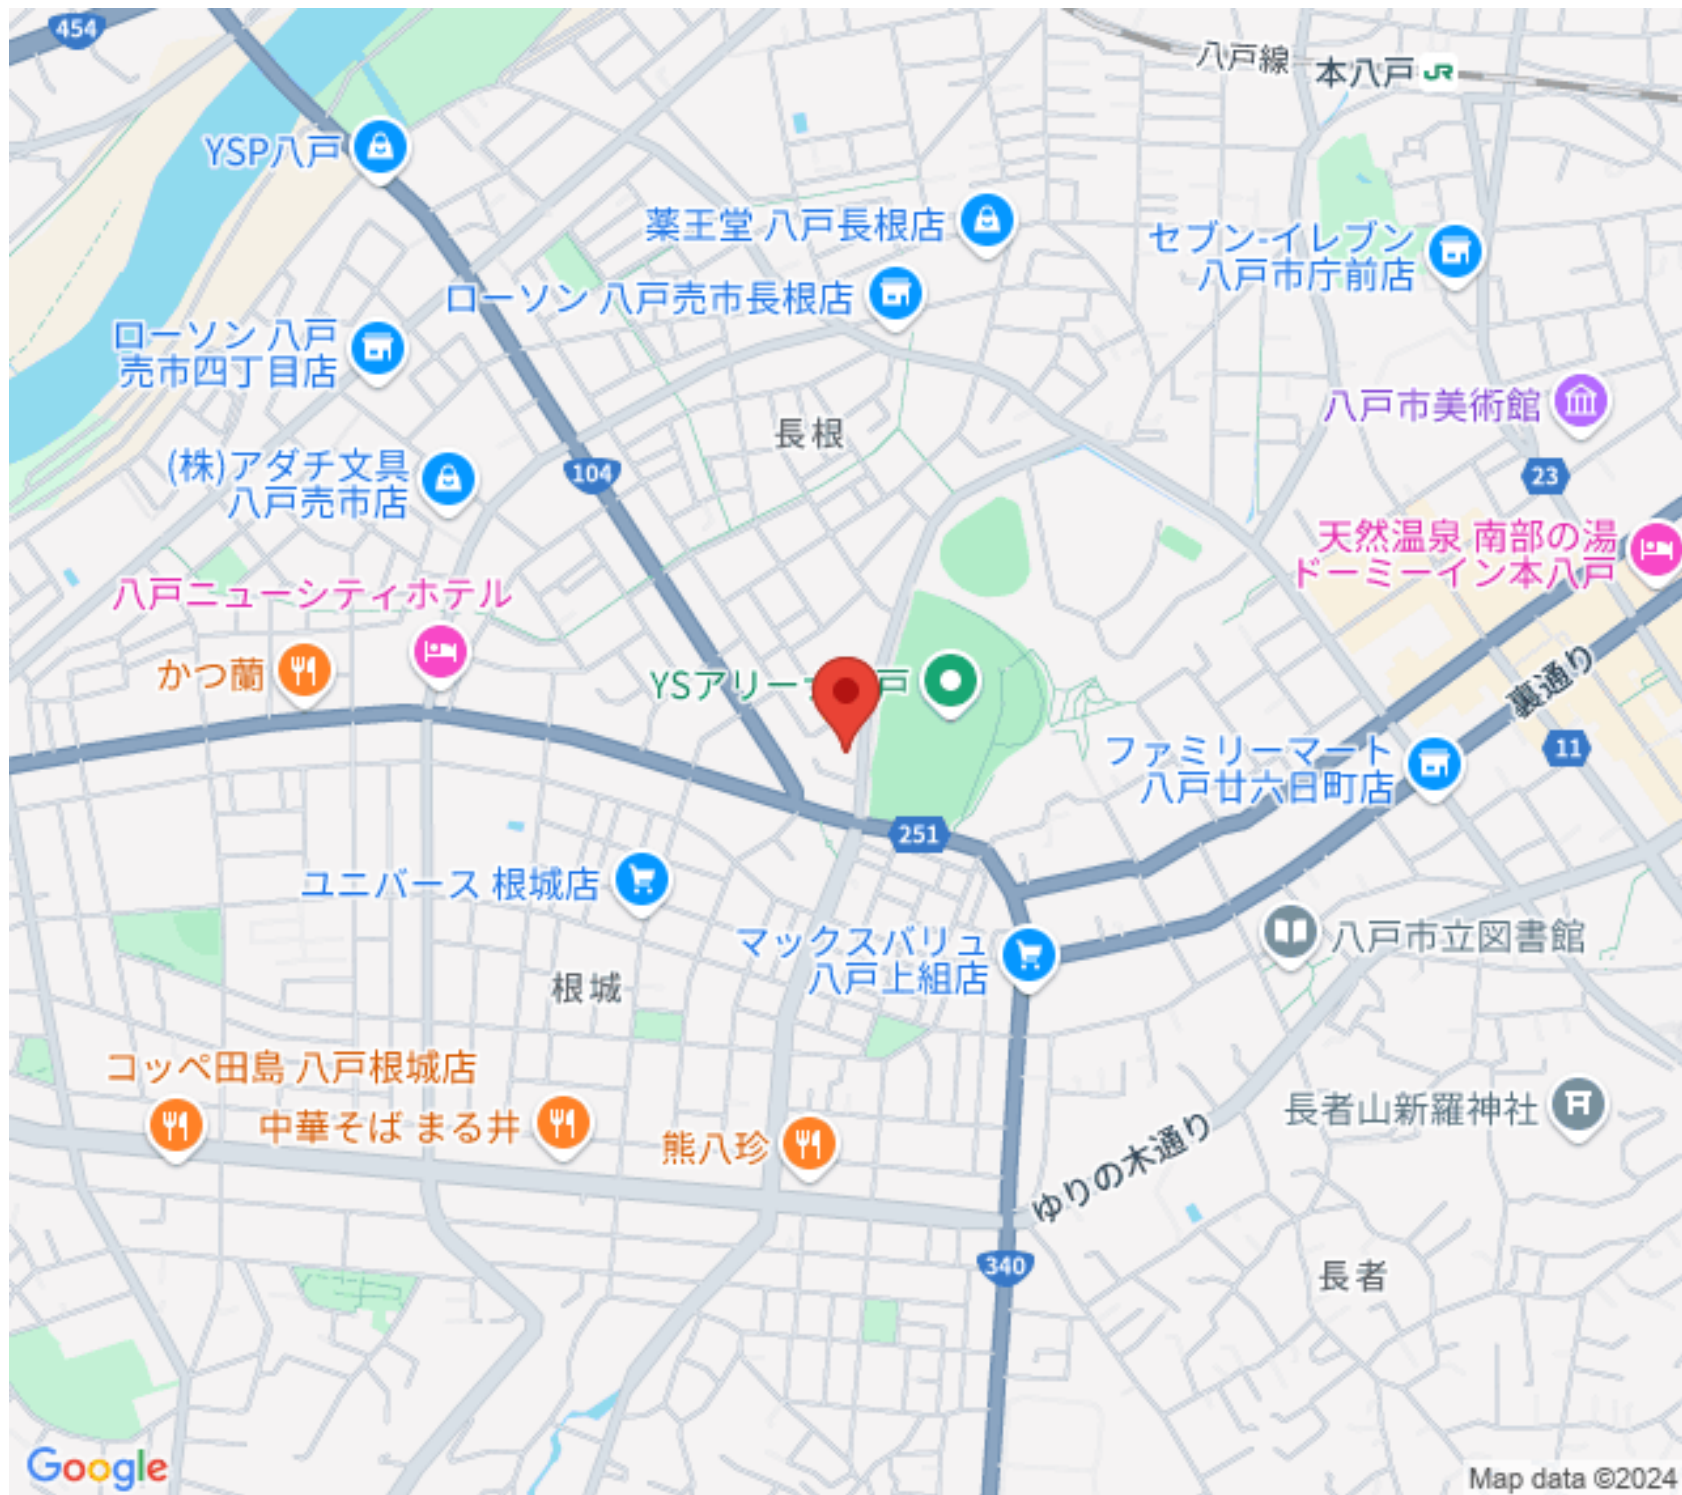 454
八戸線
本八戸
YSP八戸
薬王堂 八戸長根店
セブン-イレブン
八戸市庁前店
ローソン 八戸売市長根店
ローソン 八戸
売市四丁目店
八戸市美術館
長根
(株)アダチ文具
八戸売市店
104
23
天然温泉 南部の湯
ドーミーイン本八戸
八戸ニューシティホテル
かつ蘭
YSアリー
戸
裏通り
11
ファミリーマート
八戸廿六日町店
251
ユニバース 根城店
マックスバリュ
八戸上組店
八戸市立図書館
根城
コッペ田島 八戸根城店
中華そば まる井
熊八珍
長者山新羅神社
ゆりの木通り
340
長者
Google
Map data ©2024